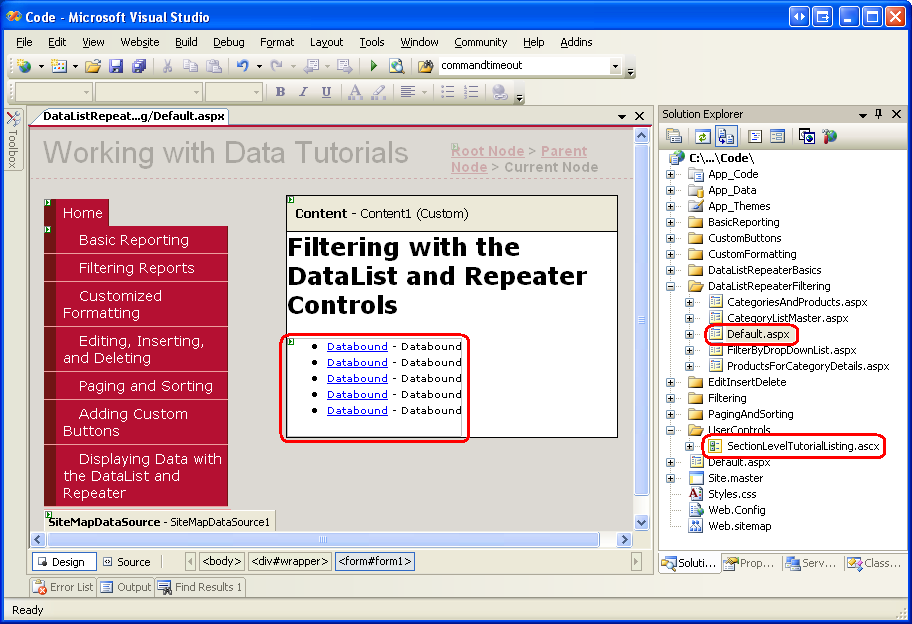 Code - Microsoft Visual Studio
File Edit View Website Build Debug Format Layout Tools Window Community Help Addins
commandtimeout
B I U A
Toolbox
DataListRepeat...g/Default.aspx
Working with Data Tutorials
Root Node > Parent
Node > Current Node
Home
Basic Reporting
Filtering Reports
Customized
Formatting
Editing, Inserting,
and Deleting
Paging and Sorting
Adding Custom
Buttons
Displaying Data with
the DataList and
Repeater
SiteMapDataSource - SiteMapDataSource1
Content - Content1 (Custom)
Filtering with the
DataList and Repeater
Controls
Databound - Databound
Databound - Databound
Databound - Databound
Databound - Databound
Databound - Databound
Design Source <body> <div#wrapper> <form#form1>
Error List Output Find Results 1
Solution Explorer
C:\...\Code\
App_Code
App_Data
App_Themes
BasicReporting
CustomButtons
CustomFormatting
DataListRepeaterBasics
DataListRepeaterFiltering
CategoriesAndProducts.aspx
CategoryListMaster.aspx
Default.aspx
FilterByDropDownList.aspx
ProductsForCategoryDetails.aspx
EditInsertDelete
Filtering
PagingAndSorting
UserControls
SectionLevelTutorialListing.ascx
Default.aspx
Site.master
Styles.css
Web.Config
Web.sitemap
Soluti... Prop... Serv... Class...
Ready